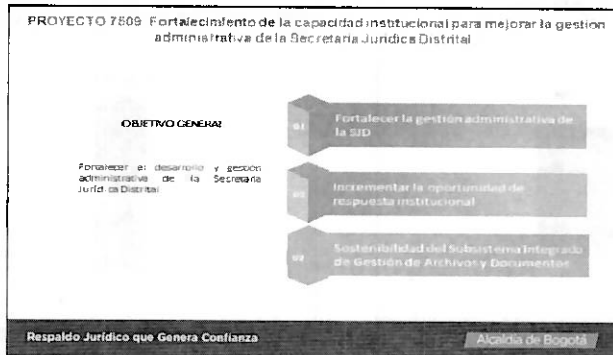 PROYECTO 7509 Fortalecimiento de la capacidad institucional para mejorar la gestion
administrativa de la Secretaria Juridica Distrital
OBJETIVO GENERAL
Fortalecer el desarrollo y gestion
administrativa de la Secretaria
Jurídica Distrital
01
Fortalecer la gestión administrativa de
la SJD
Incrementar la oportunidad de
respuesta institucional
Sostenibilidad del Subsistema Integrado
de Gestión de Archivos y Documentos
Respaldo Jurídico que Genera Confianza
Alcaldía de Bogotá